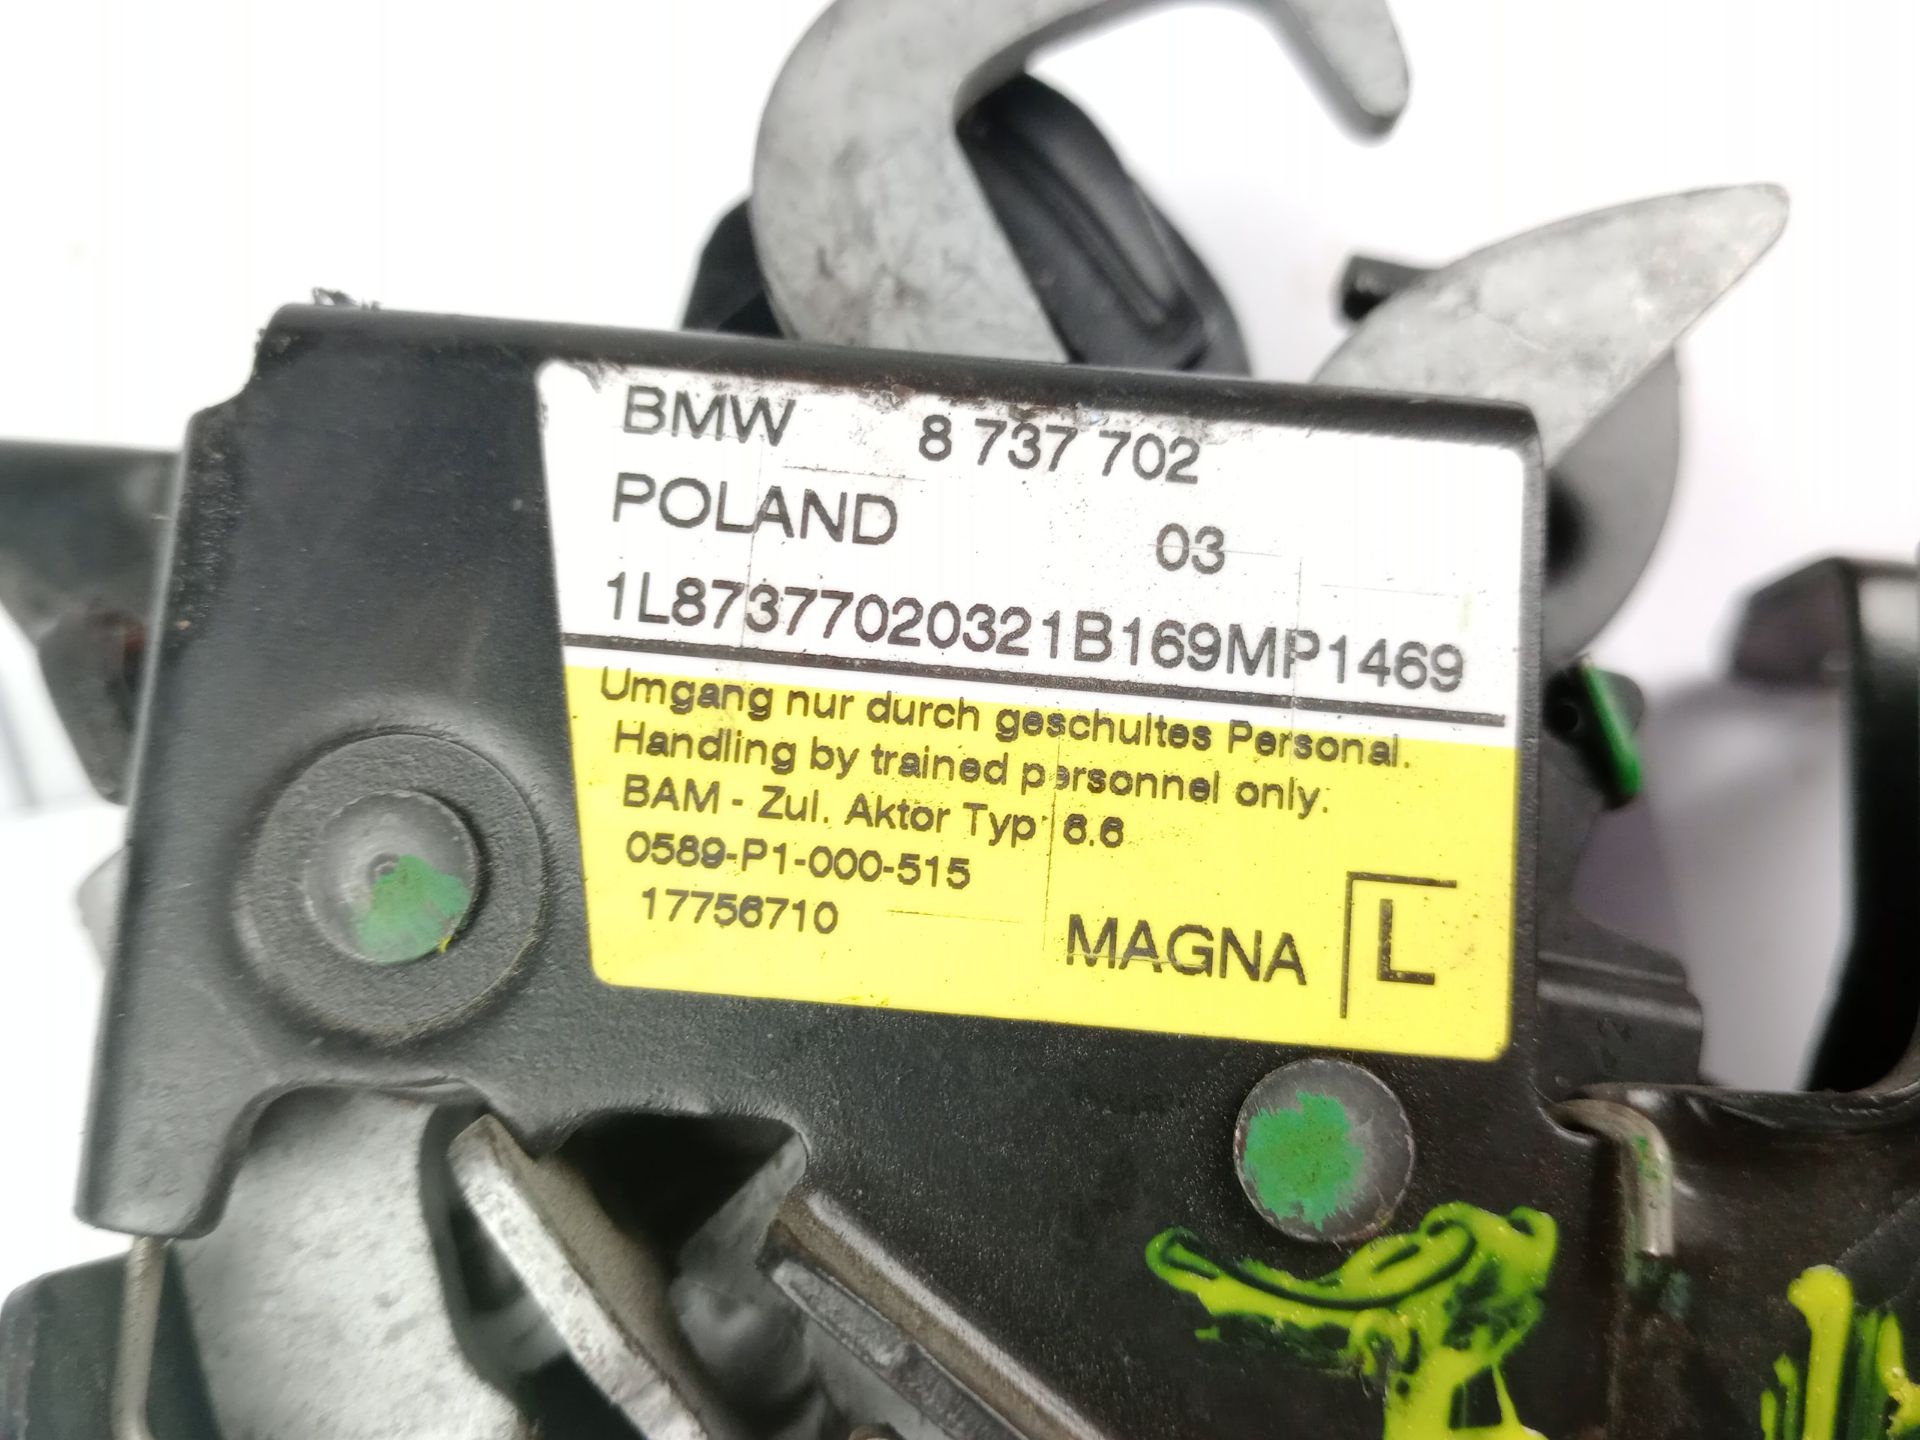 BMW 8 737 702
POLAND 03
1L87377020321B169MP1469
Umgang nur durch geschultes Personal.
Handling by trained personnel only.
BAM - Zul. Aktor Typ 6.6
0589-P1-000-515
17756710
MAGNA L